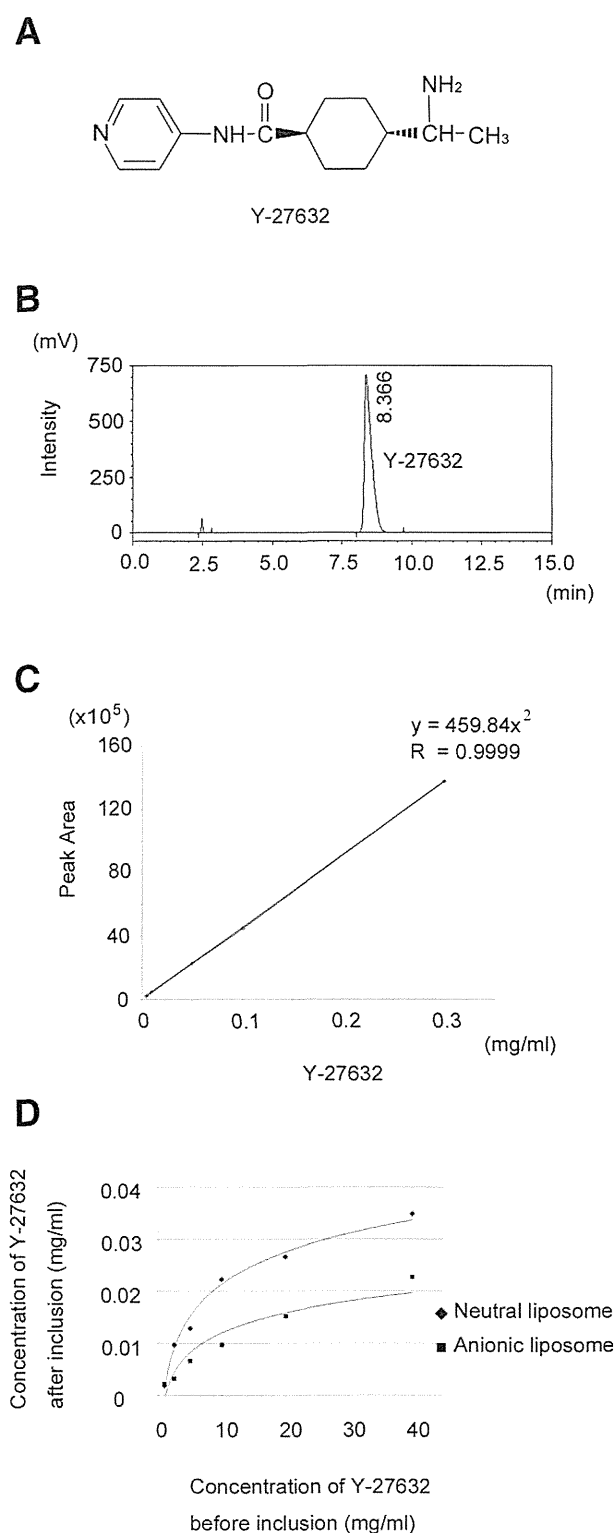 A
N
NH
C
O
NH₂
CH
CH₃
Y-27632
B
(mV)
750
500
250
0
Intensity
8.366
Y-27632
0.0 2.5 5.0 7.5 10.0 12.5 15.0
(min)
C
(x10⁵)
y = 459.84x²
R = 0.9999
160
120
80
40
0
Peak Area
0 0.1 0.2 0.3
(mg/ml)
Y-27632
D
Concentration of Y-27632
after inclusion (mg/ml)
0.04
0.03
0.02
0.01
0
Neutral liposome
Anionic liposome
0 10 20 30 40
Concentration of Y-27632
before inclusion (mg/ml)